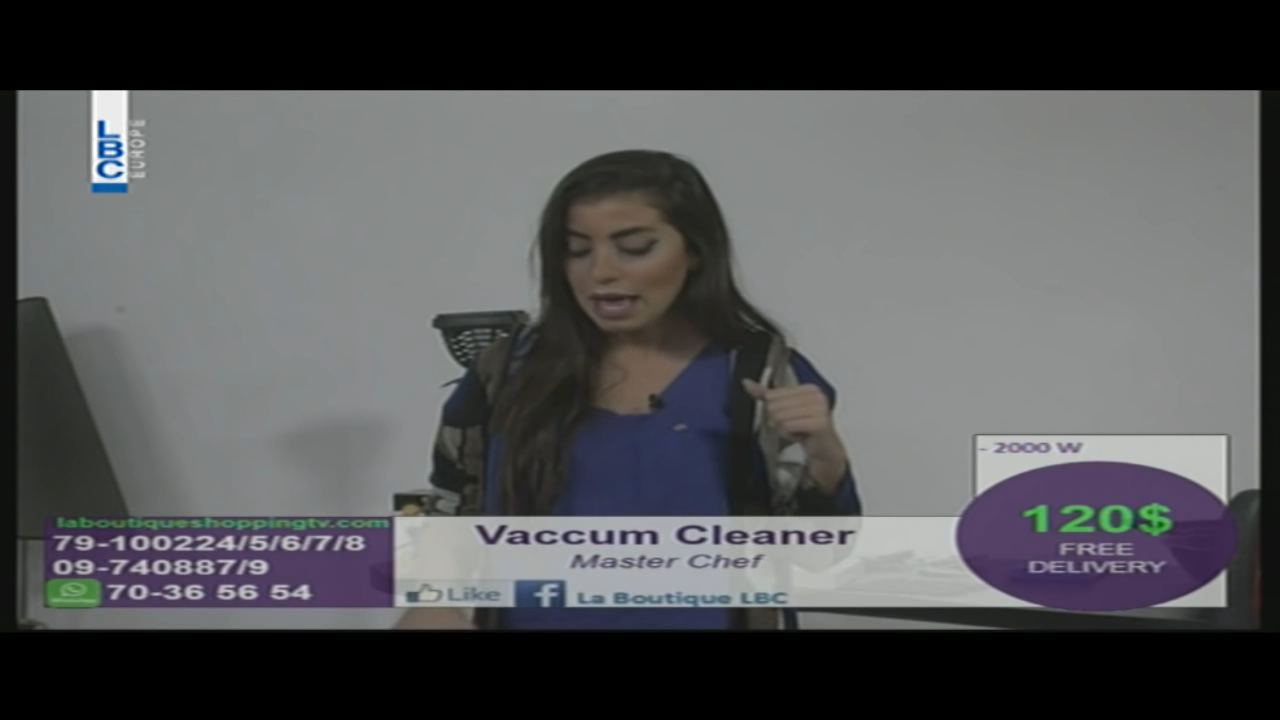 LBC
EUROPE
- 2000 W
120$
FREE
DELIVERY
laboutiqueshoppingtv.com
79-100224/5/6/7/8
09-740887/9
70-36 56 54
Vaccum Cleaner
Master Chef
Like
f La Boutique LBC